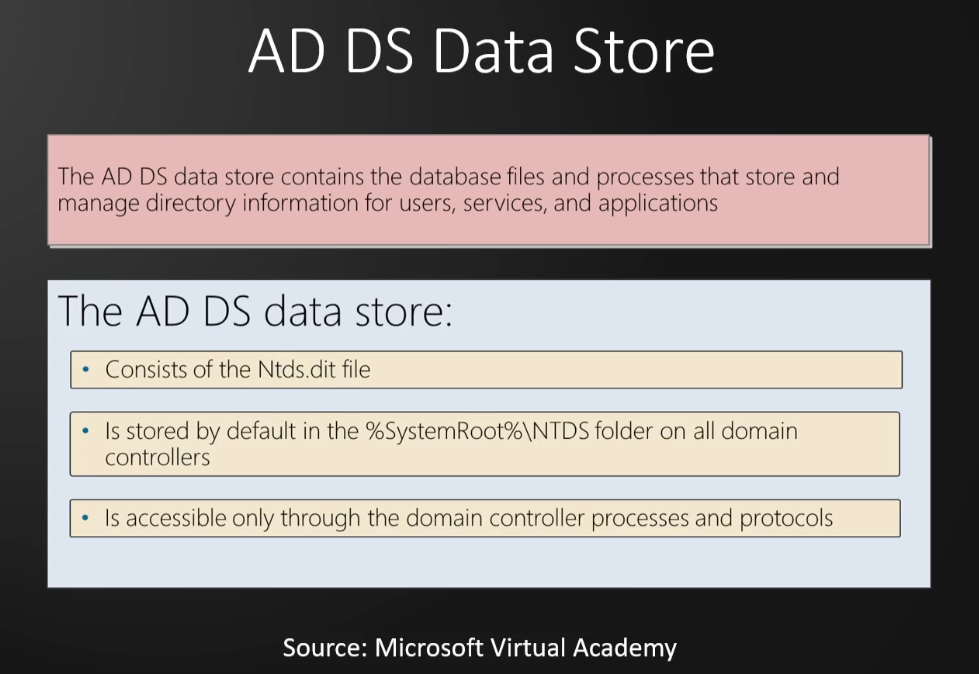 AD DS Data Store
The AD DS data store contains the database files and processes that store and
manage directory information for users, services, and applications
The AD DS data store:
• Consists of the Ntds.dit file
• Is stored by default in the %SystemRoot%\NTDS folder on all domain
controllers
• Is accessible only through the domain controller processes and protocols
Source: Microsoft Virtual Academy